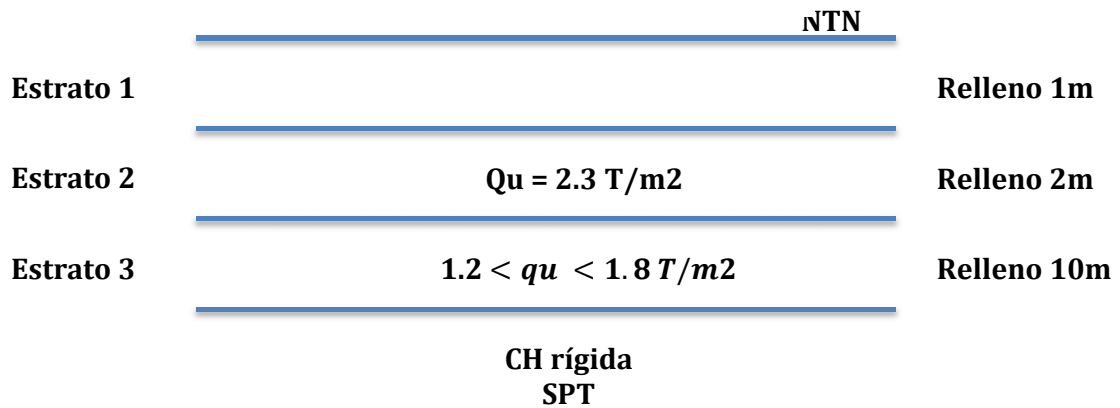 NTN
Estrato 1 Relleno 1m
Estrato 2 Qu = 2.3 T/m2 Relleno 2m
Estrato 3 1.2 < qu < 1.8 T/m2 Relleno 10m
CH rígida
SPT